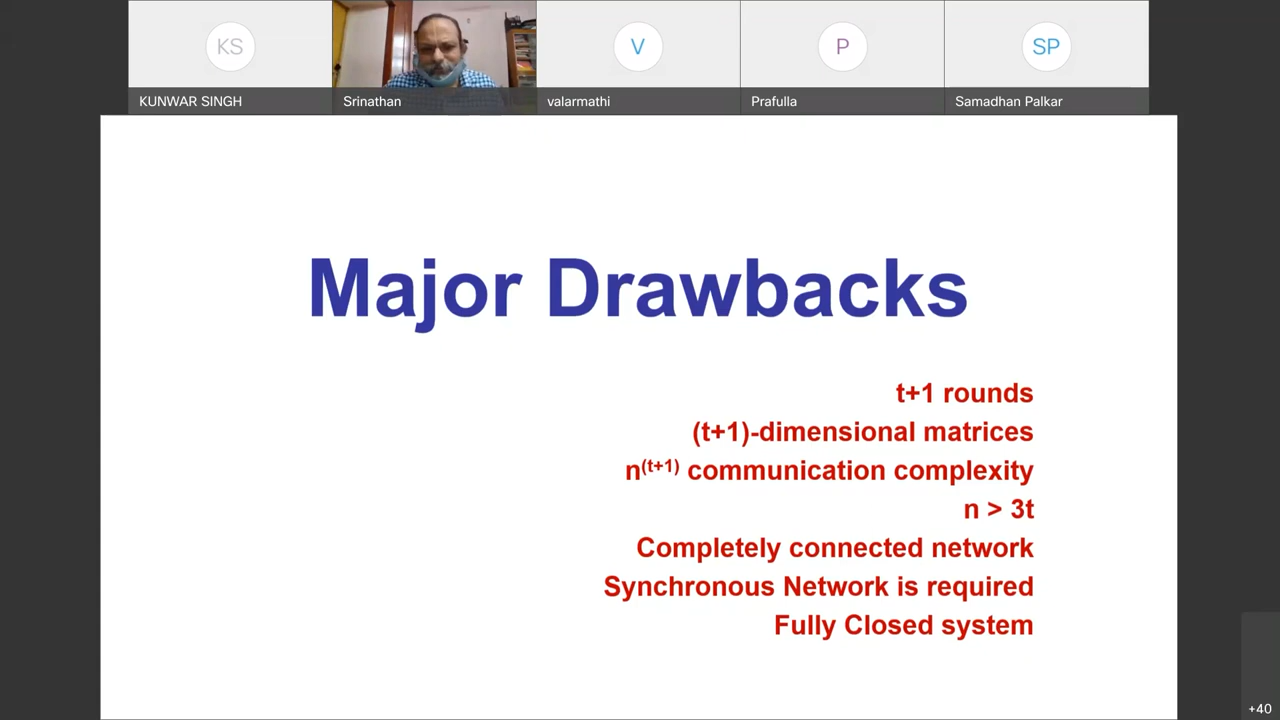 KS
V
P
SP
KUNWAR SINGH
Srinathan
valarmathi
Prafulla
Samadhan Palkar
Major Drawbacks
t+1 rounds
(t+1)-dimensional matrices
n(t+1) communication complexity
n > 3t
Completely connected network
Synchronous Network is required
Fully Closed system
+40